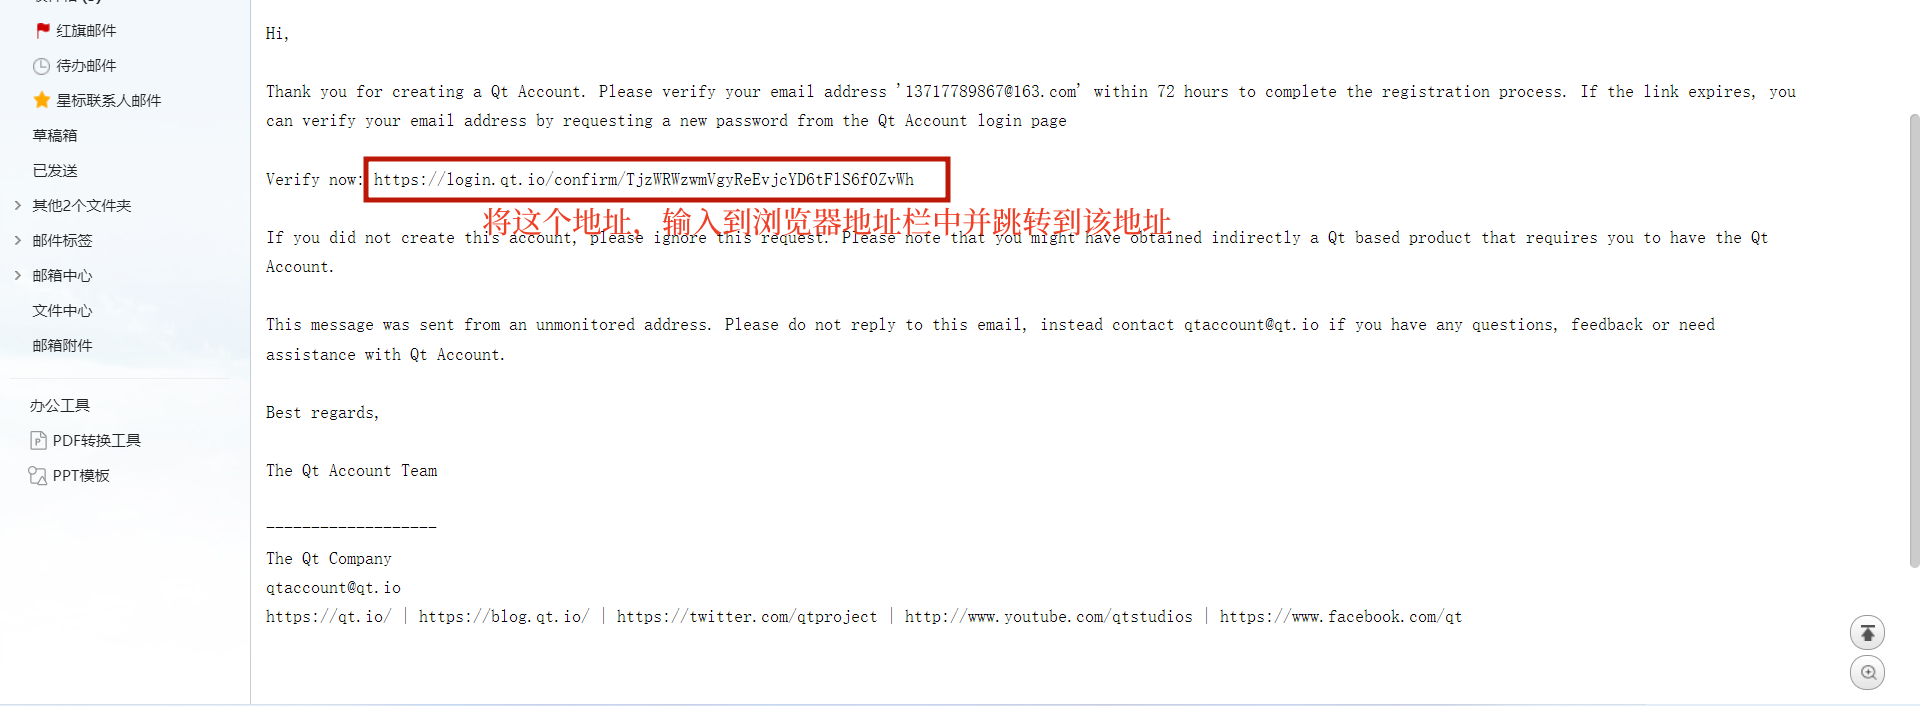 红旗邮件
待办邮件
星标联系人邮件
草稿箱
已发送
其他2个文件夹
邮件标签
邮箱中心
文件中心
邮箱附件
办公工具
PDF转换工具
PPT模板
Hi,
Thank you for creating a Qt Account. Please verify your email address '13717789867@163.com' within 72 hours to complete the registration process. If the link expires, you
can verify your email address by requesting a new password from the Qt Account login page
Verify now: https://login.qt.io/confirm/TjzWRWzwmVgyReEvjcYD6tFlS6f0ZvWh
将这个地址，输入到浏览器地址栏中并跳转到该地址
If you did not create this account, please ignore this request. Please note that you might have obtained indirectly a Qt based product that requires you to have the Qt
Account.
This message was sent from an unmonitored address. Please do not reply to this email, instead contact qtaccount@qt.io if you have any questions, feedback or need
assistance with Qt Account.
Best regards,
The Qt Account Team
-------------------
The Qt Company
qtaccount@qt.io
https://qt.io/ | https://blog.qt.io/ | https://twitter.com/qtproject | http://www.youtube.com/qtstudios | https://www.facebook.com/qt